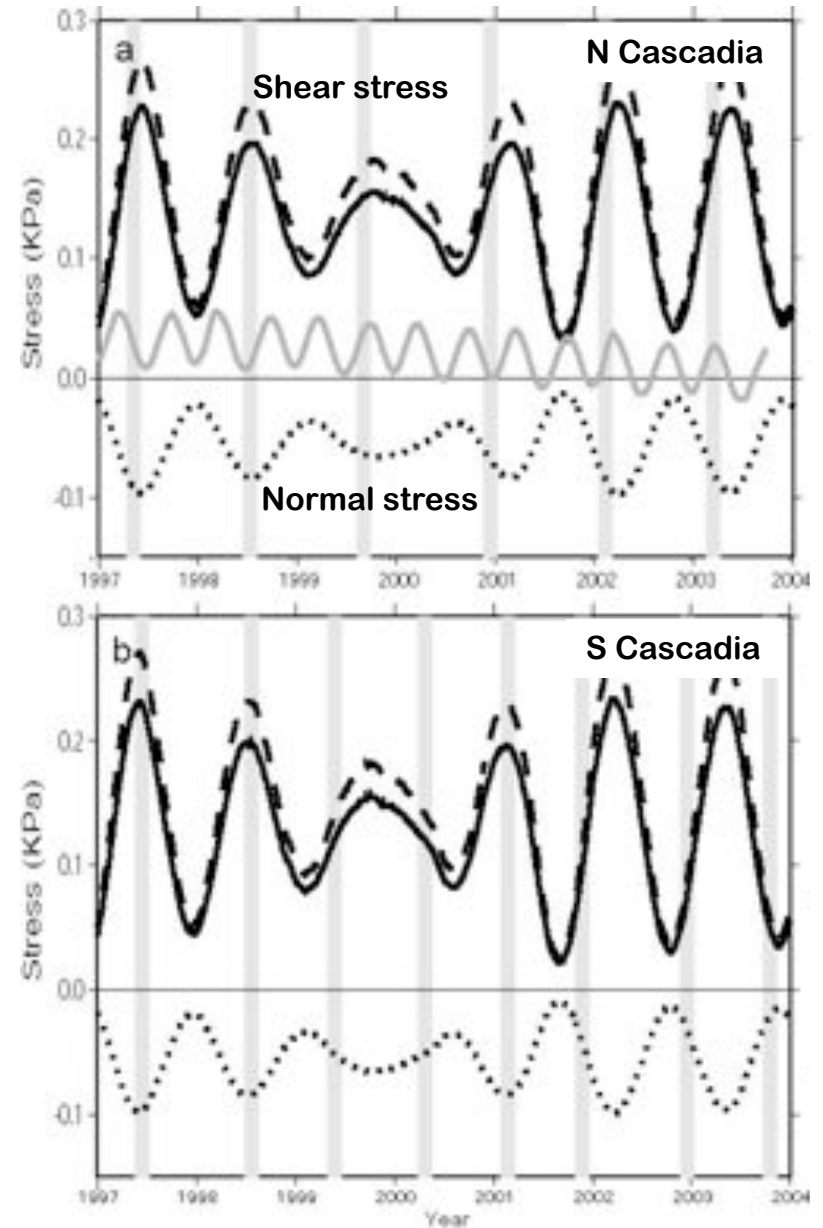 0.3
a
N Cascadia
Shear stress
0.2
Stress (KPa)
0.1
0.0
Normal stress
-0.1
1997 1998 1999 2000 2001 2002 2003 2004
0.3
b
S Cascadia
0.2
Stress (KPa)
0.1
0.0
-0.1
1997 1998 1999 2000 2001 2002 2003 2004
Year